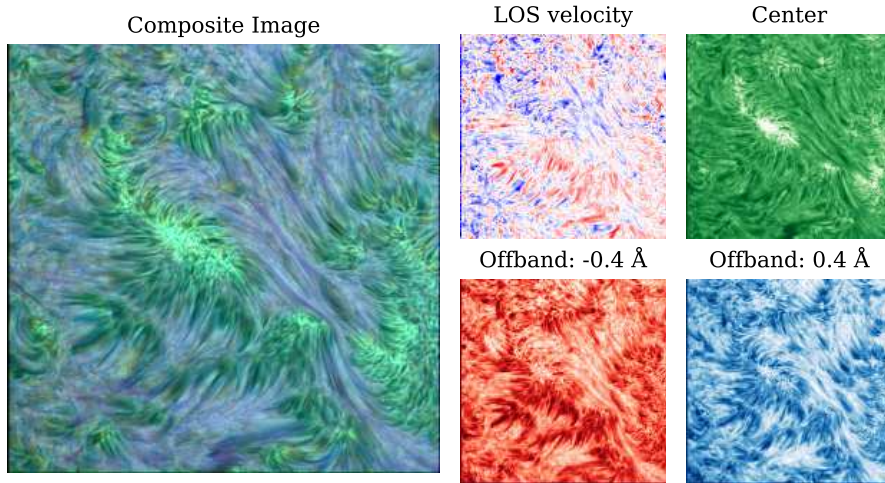 Composite Image
LOS velocity
Center
Offband: -0.4 Å
Offband: 0.4 Å